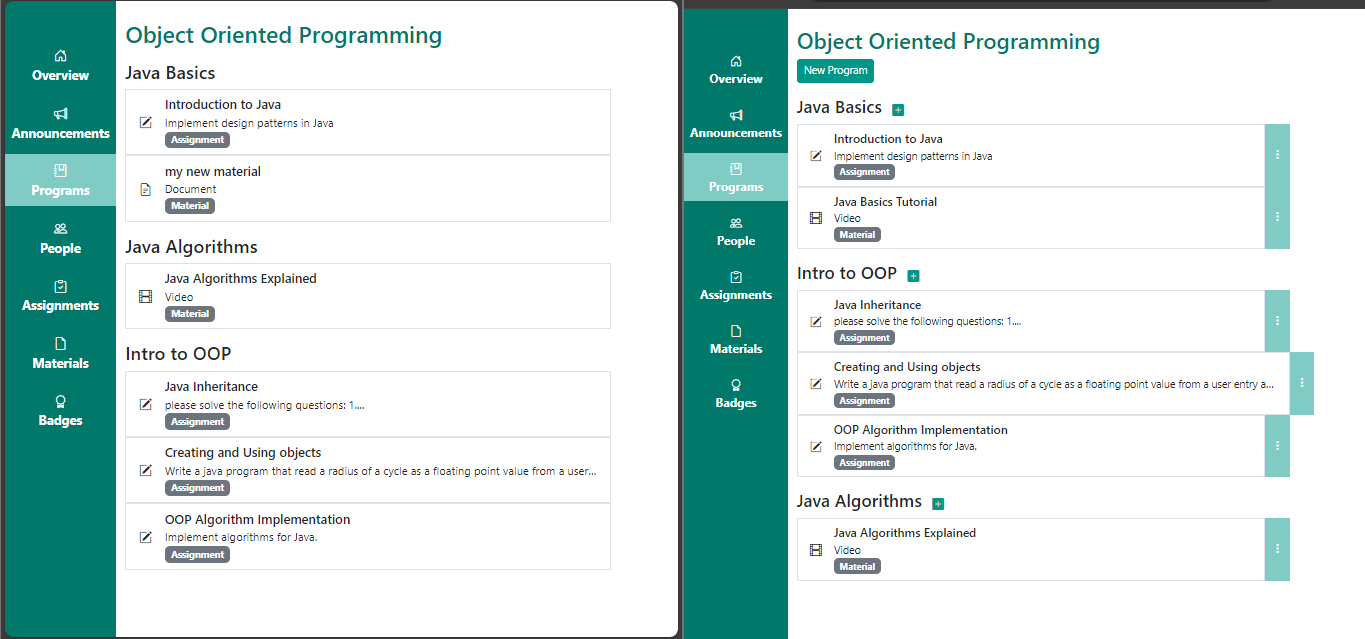 Overview
Announcements
Programs
People
Assignments
Materials
Badges
Object Oriented Programming
Java Basics
Introduction to Java
Implement design patterns in Java
Assignment
my new material
Document
Material
Java Algorithms
Java Algorithms Explained
Video
Material
Intro to OOP
Java Inheritance
please solve the following questions: 1....
Assignment
Creating and Using objects
Write a java program that read a radius of a cycle as a floating point value from a user...
Assignment
OOP Algorithm Implementation
Implement algorithms for Java.
Assignment
Overview
Announcements
Programs
People
Assignments
Materials
Badges
Object Oriented Programming
New Program
Java Basics
Introduction to Java
Implement design patterns in Java
Assignment
Java Basics Tutorial
Video
Material
Intro to OOP
Java Inheritance
please solve the following questions: 1....
Assignment
Creating and Using objects
Write a java program that read a radius of a cycle as a floating point value from a user entry a...
Assignment
OOP Algorithm Implementation
Implement algorithms for Java.
Assignment
Java Algorithms
Java Algorithms Explained
Video
Material